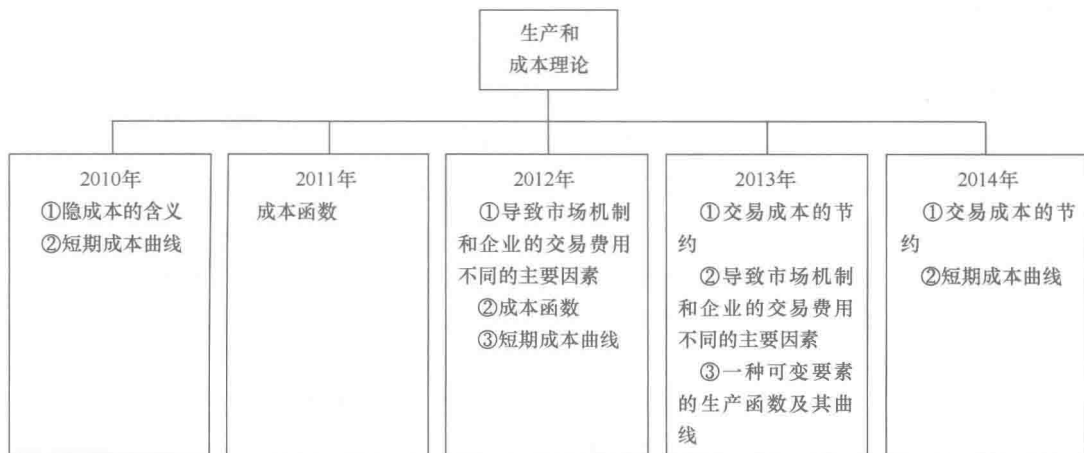 生产和
成本理论
2010年
①隐成本的含义
②短期成本曲线
2011年
成本函数
2012年
①导致市场机制
和企业的交易费用
不同的主要因素
②成本函数
③短期成本曲线
2013年
①交易成本的节
约
②导致市场机制
和企业的交易费用
不同的主要因素
③一种可变要素
的生产函数及其曲
线
2014年
①交易成本的节
约
②短期成本曲线